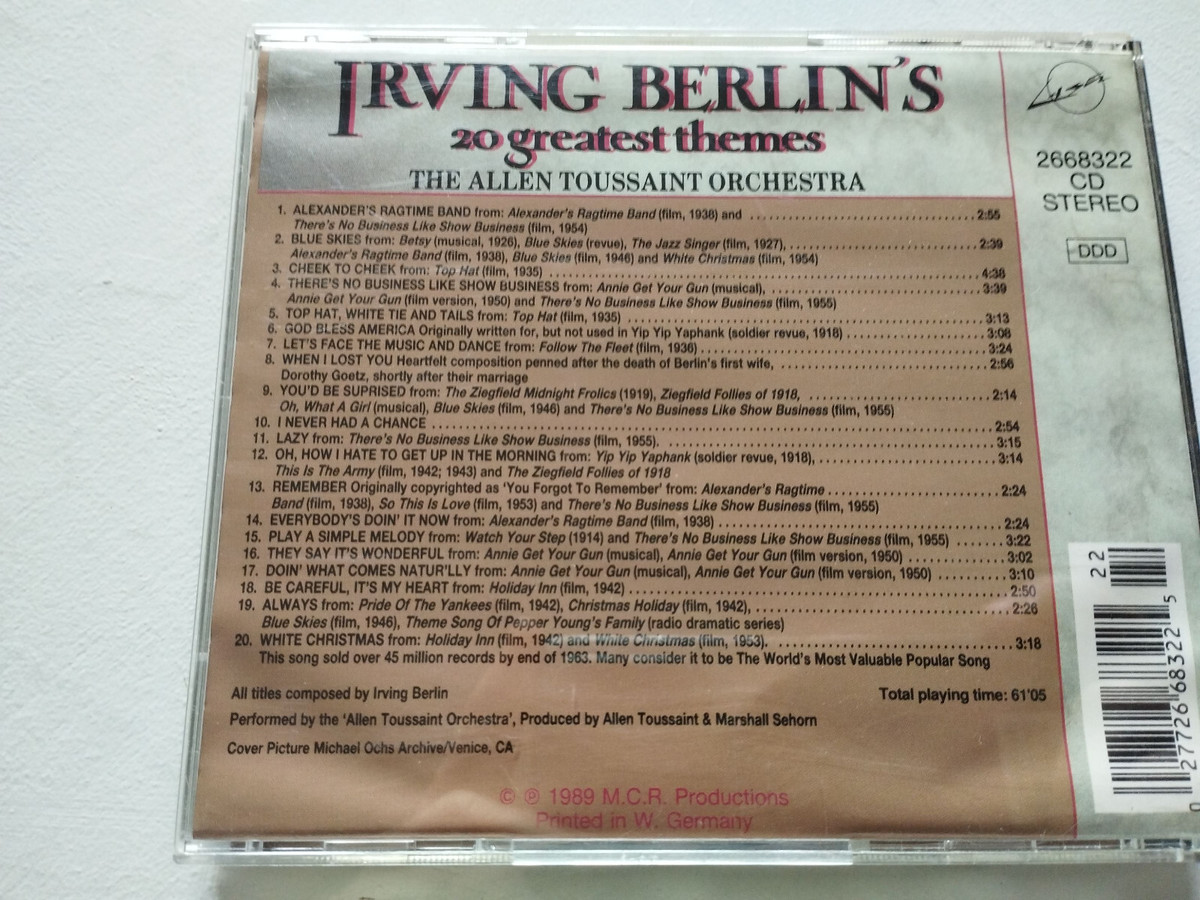 IRVING BERLIN'S
20 greatest themes
THE ALLEN TOUSSAINT ORCHESTRA
2668322
CD
STEREO
DDD
1. ALEXANDER'S RAGTIME BAND from: Alexander's Ragtime Band (film, 1938) and ........ 2:55
There's No Business Like Show Business (film, 1954)
2. BLUE SKIES from: Betsy (musical, 1926), Blue Skies (revue), The Jazz Singer (film, 1927), ........ 2:39
Alexander's Ragtime Band (film, 1938), Blue Skies (film, 1946) and White Christmas (film, 1954)
3. CHEEK TO CHEEK from: Top Hat (film, 1935) ........ 4:38
4. THERE'S NO BUSINESS LIKE SHOW BUSINESS from: Annie Get Your Gun (musical), ........ 3:39
Annie Get Your Gun (film version, 1950) and There's No Business Like Show Business (film, 1955)
5. TOP HAT, WHITE TIE AND TAILS from: Top Hat (film, 1935) ........ 3:13
6. GOD BLESS AMERICA Originally written for, but not used in Yip Yip Yaphank (soldier revue, 1918) ........ 3:08
7. LET'S FACE THE MUSIC AND DANCE from: Follow The Fleet (film, 1936) ........ 3:24
8. WHEN I LOST YOU Heartfelt composition penned after the death of Berlin's first wife, ........ 2:56
Dorothy Goetz, shortly after their marriage
9. YOU'D BE SUPRISED from: The Ziegfield Midnight Frolics (1919), Ziegfield Follies of 1918, ........ 2:14
Oh, What A Girl (musical), Blue Skies (film, 1946) and There's No Business Like Show Business (film, 1955)
10. I NEVER HAD A CHANCE ........ 2:54
11. LAZY from: There's No Business Like Show Business (film, 1955). ........ 3:15
12. OH, HOW I HATE TO GET UP IN THE MORNING from: Yip Yip Yaphank (soldier revue, 1918), ........ 3:14
This Is The Army (film, 1942; 1943) and The Ziegfield Follies of 1918
13. REMEMBER Originally copyrighted as 'You Forgot To Remember' from: Alexander's Ragtime ........ 2:24
Band (film, 1938), So This Is Love (film, 1953) and There's No Business Like Show Business (film, 1955)
14. EVERYBODY'S DOIN' IT NOW from: Alexander's Ragtime Band (film, 1938) ........ 2:24
15. PLAY A SIMPLE MELODY from: Watch Your Step (1914) and There's No Business Like Show Business (film, 1955) ....... 3:22
16. THEY SAY IT'S WONDERFUL from: Annie Get Your Gun (musical), Annie Get Your Gun (film version, 1950) ........ 3:02
17. DOIN' WHAT COMES NATUR'LLY from: Annie Get Your Gun (musical), Annie Get Your Gun (film version, 1950) ........ 3:10
18. BE CAREFUL, IT'S MY HEART from: Holiday Inn (film, 1942) ........ 2:50
19. ALWAYS from: Pride Of The Yankees (film, 1942), Christmas Holiday (film, 1942), ........ 2:26
Blue Skies (film, 1946), Theme Song Of Pepper Young's Family (radio dramatic series)
20. WHITE CHRISTMAS from: Holiday Inn (film, 1942) and White Christmas (film, 1953). ........ 3:18
This song sold over 45 million records by end of 1963. Many consider it to be The World's Most Valuable Popular Song
All titles composed by Irving Berlin
Total playing time: 61'05
Performed by the 'Allen Toussaint Orchestra', Produced by Allen Toussaint & Marshall Sehorn
Cover Picture Michael Ochs Archive/Venice, CA
© ℗ 1989 M.C.R. Productions
Printed in W. Germany
22
0 27726 68322 5